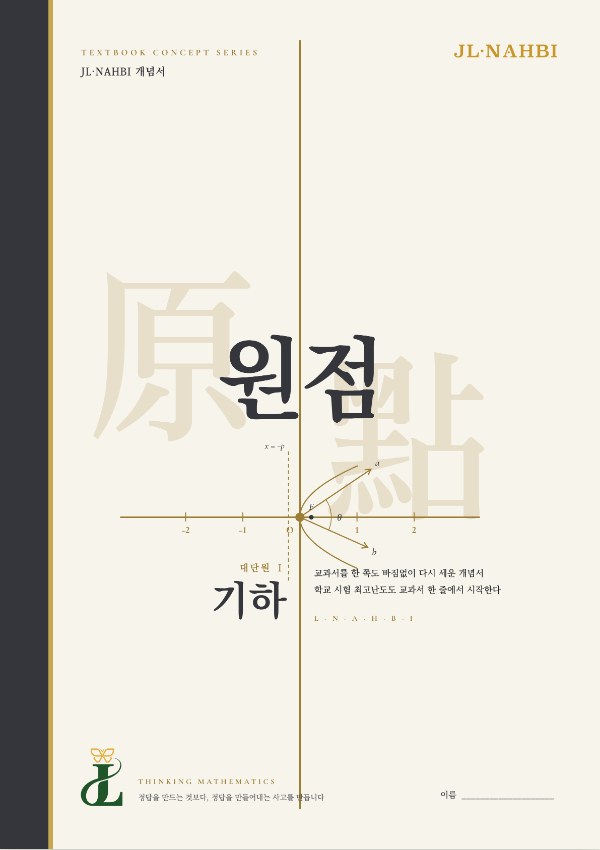 TEXTBOOK CONCEPT SERIES
JL·NAHBI
JL·NAHBI 개념서
原點
원점
x = -p
a
F
θ
-2 -1 O 1 2
b
대단원 I
기하
교과서를 한 쪽도 빠짐없이 다시 세운 개념서
학교 시험 최고난도도 교과서 한 줄에서 시작한다
L·N·A·H·B·I
JL
THINKING MATHEMATICS
정답을 만드는 것보다, 정답을 만들어내는 사고를 만듭니다
이름